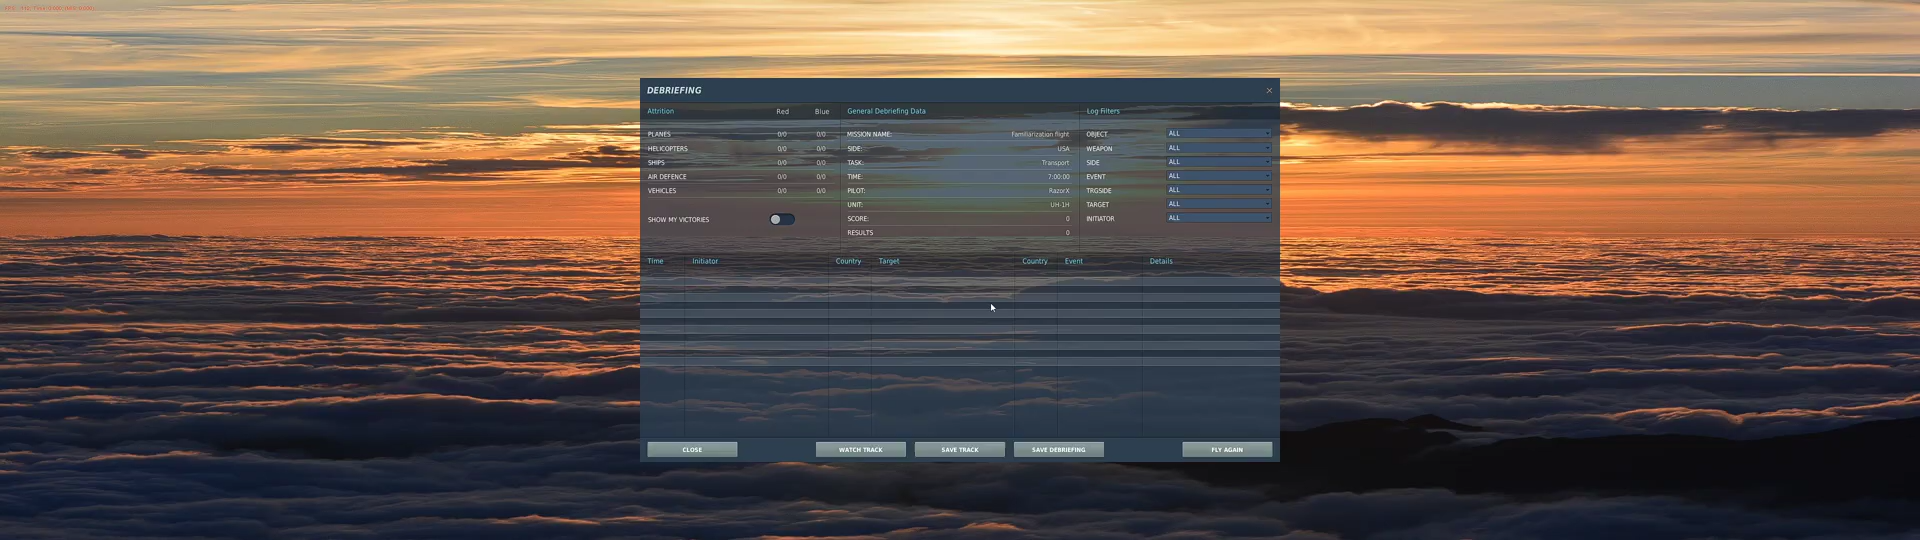 DEBRIEFING
Attrition Red Blue General Debriefing Data Log Filters
PLANES 0/0 0/0 MISSION NAME: Familiarization flight OBJECT ALL
HELICOPTERS 0/0 0/0 SIDE: USA WEAPON ALL
SHIPS 0/0 0/0 TASK: Transport SIDE ALL
AIR DEFENCE 0/0 0/0 TIME: 7:00:00 EVENT ALL
VEHICLES 0/0 0/0 PILOT: RazorX TRGSIDE ALL
UNIT: UH-1H TARGET ALL
SHOW MY VICTORIES SCORE: 0 INITIATOR ALL
RESULTS 0
Time Initiator Country Target Country Event Details
CLOSE WATCH TRACK SAVE TRACK SAVE DEBRIEFING FLY AGAIN